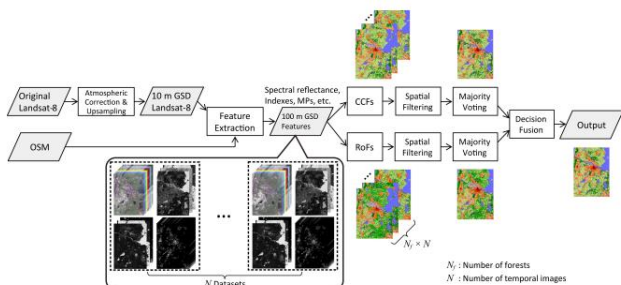 Original
Landsat-8
Atmospheric
Correction &
Upsampling
10 m GSD
Landsat-8
OSM
Feature
Extraction
Spectral reflectance,
Indexes, MPs, etc.
100 m GSD
Features
CCFs
Spatial
Filtering
Majority
Voting
RoFs
Spatial
Filtering
Majority
Voting
Decision
Fusion
Output
N Datasets
N_f × N
N_f : Number of forests
N : Number of temporal images